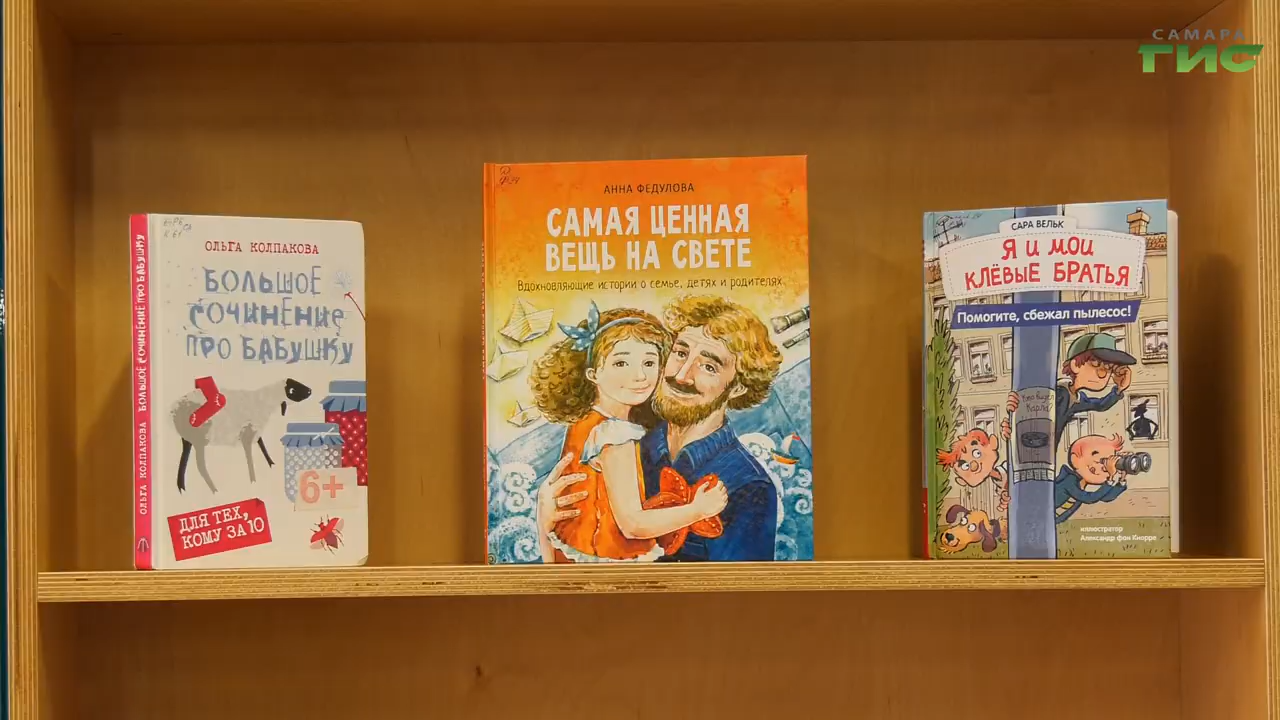 САМАРА
ГИС
ОЛЬГА КОЛПАКОВА БОЛЬШОЕ СОЧИНЕНИЕ ПРО БАБУШКУ
ОЛЬГА КОЛПАКОВА
БОЛЬШОЕ
СОЧИНЕНИЕ
ПРО БАБУШКУ
6+
ДЛЯ ТЕХ,
КОМУ ЗА 10
АННА ФЕДУЛОВА
САМАЯ ЦЕННАЯ
ВЕЩЬ НА СВЕТЕ
Вдохновляющие истории о семье, детях и родителях
САРА ВЕЛЬК
Я И МОИ
КЛЁВЫЕ БРАТЬЯ
Помогите, сбежал пылесос!
иллюстратор
Александр фон Кнорре